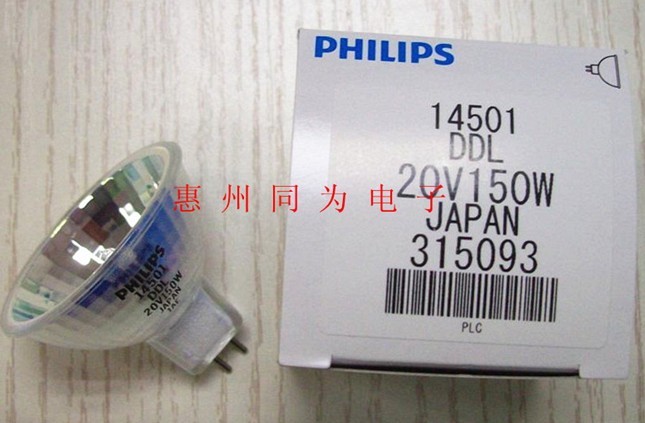 PHILIPS
14501
DDL
20V150W
JAPAN
315093
PLC
惠州同为电子
PHILIPS
14501
DDL
20V150W
JAPAN